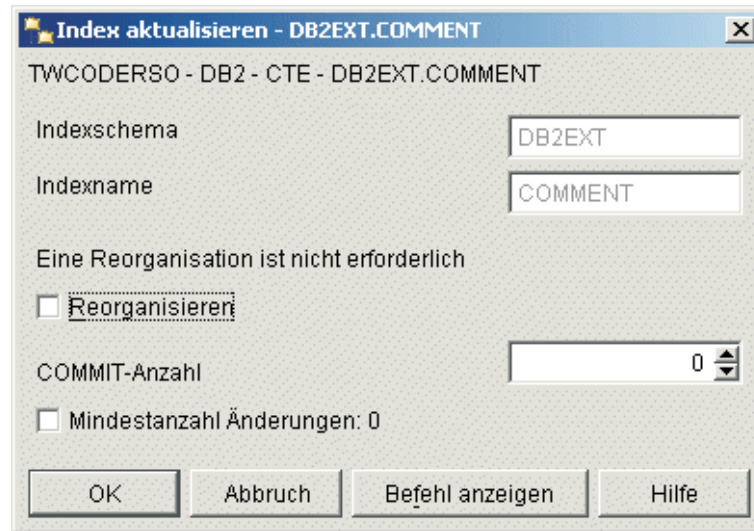 Index aktualisieren - DB2EXT.COMMENT
TWCODERSO - DB2 - CTE - DB2EXT.COMMENT
Indexschema DB2EXT
Indexname COMMENT
Eine Reorganisation ist nicht erforderlich
Reorganisieren
COMMIT-Anzahl 0
Mindestanzahl Änderungen: 0
OK Abbruch Befehl anzeigen Hilfe